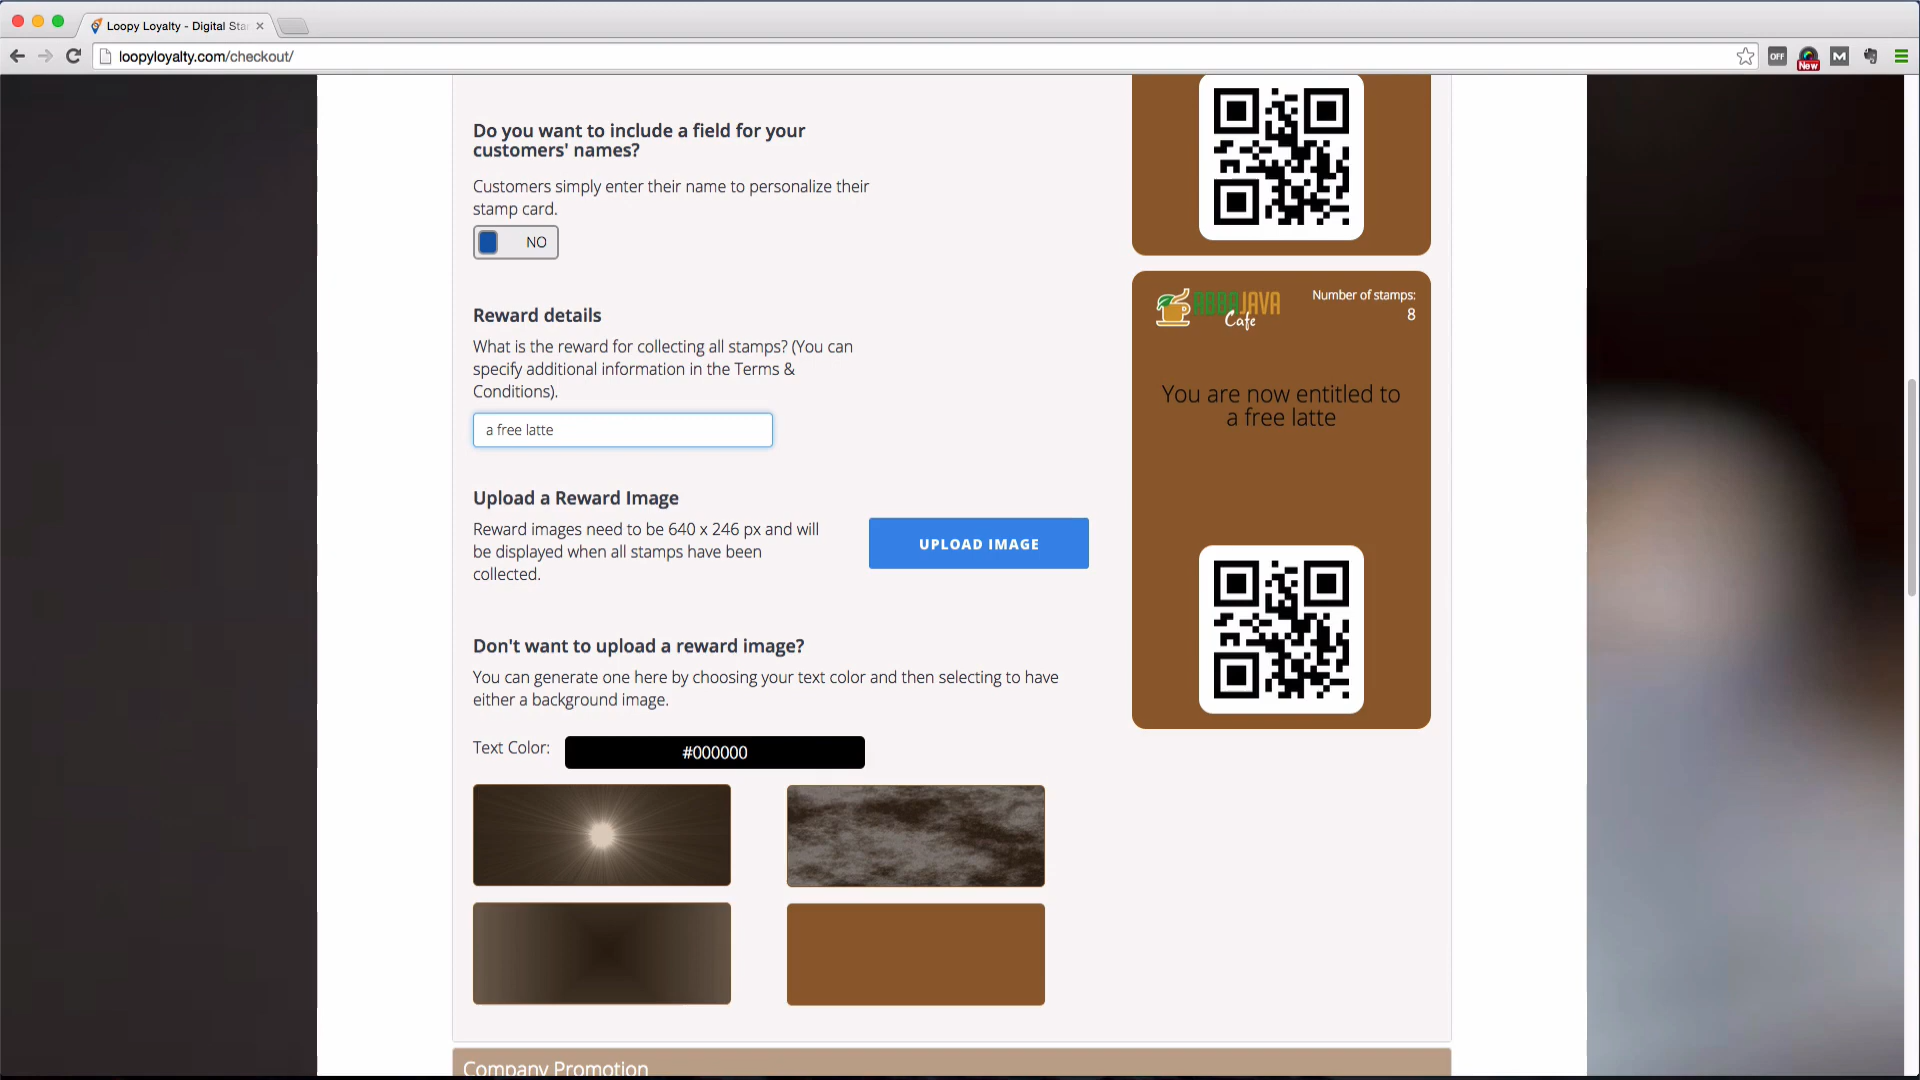 Loopy Loyalty - Digital Sta
loopyloyalty.com/checkout/
OFF
New
M
Do you want to include a field for your
customers' names?
Customers simply enter their name to personalize their
stamp card.
NO
Reward details
What is the reward for collecting all stamps? (You can
specify additional information in the Terms &
Conditions).
a free latte
Upload a Reward Image
Reward images need to be 640 x 246 px and will
be displayed when all stamps have been
collected.
UPLOAD IMAGE
Don't want to upload a reward image?
You can generate one here by choosing your text color and then selecting to have
either a background image.
Text Color:
#000000
ABBA JAVA
Cafe
Number of stamps:
8
You are now entitled to
a free latte
Company Promotion